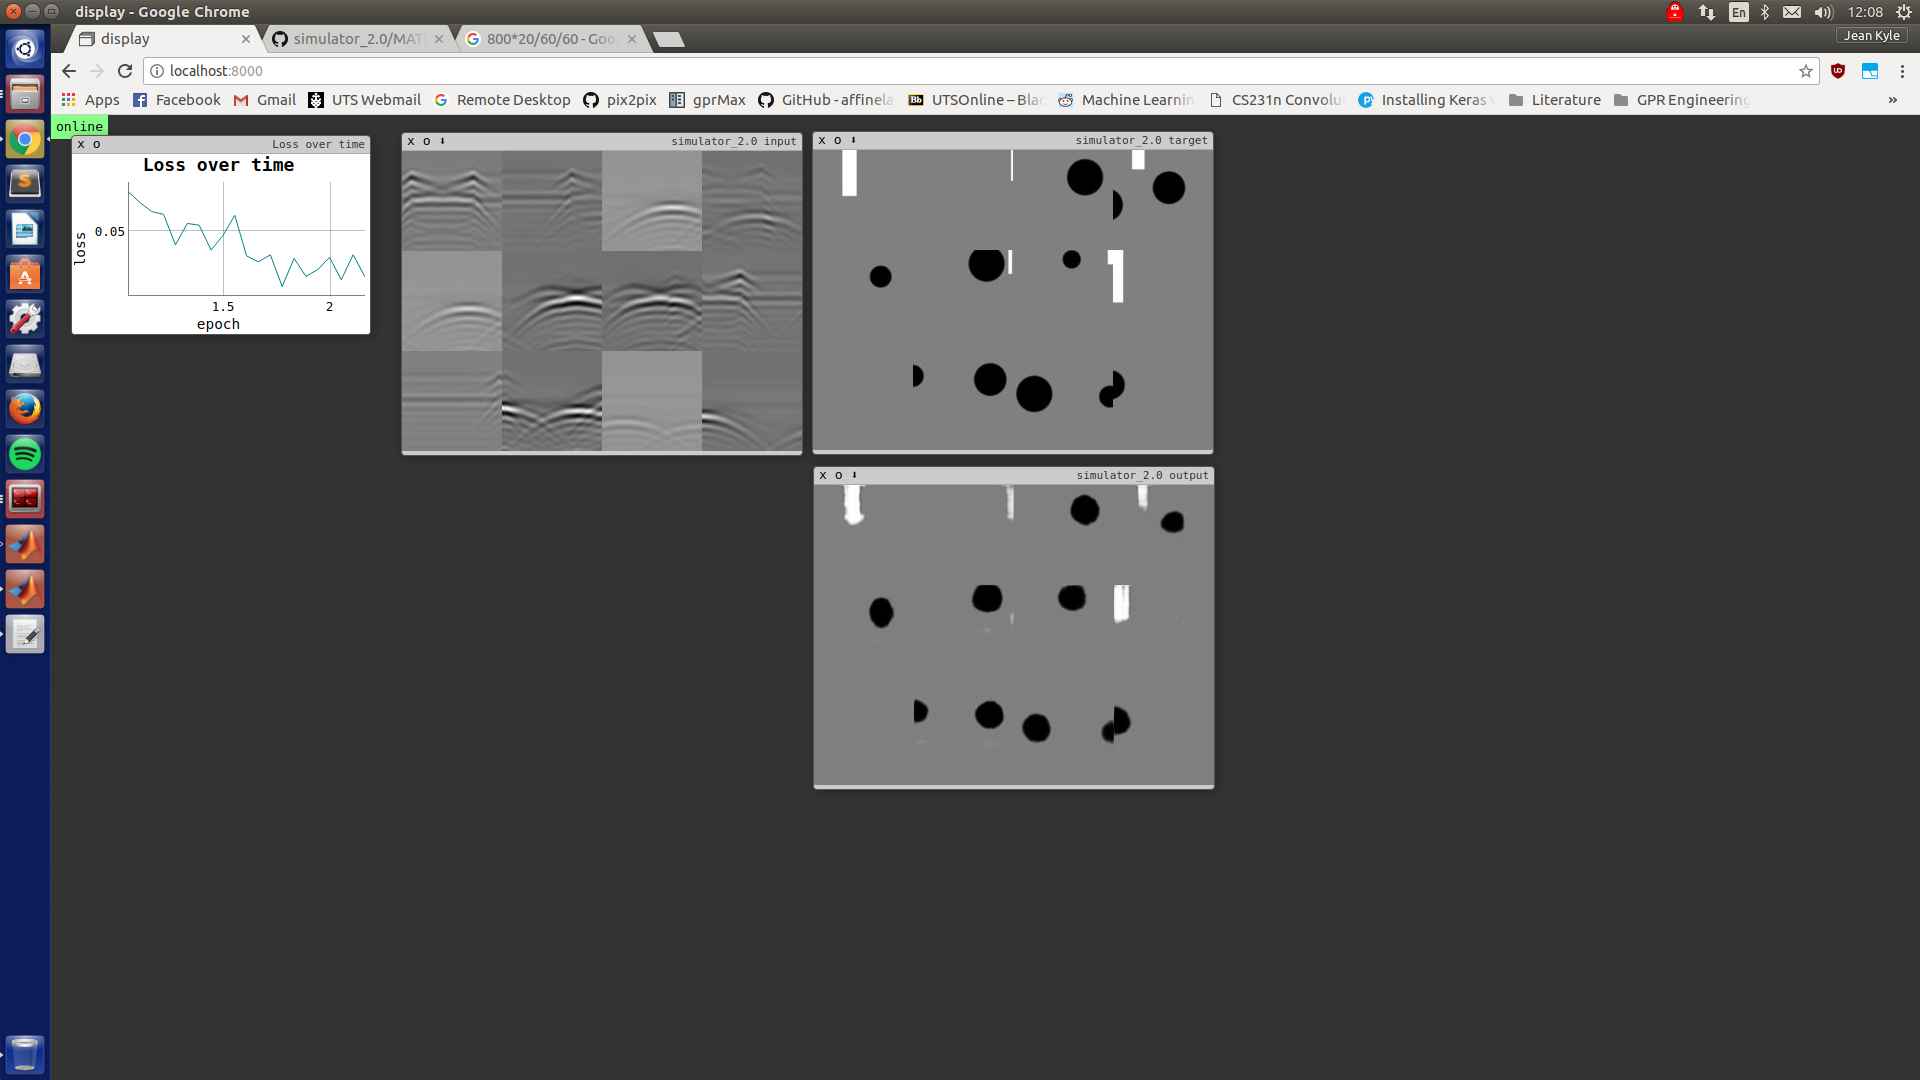 display - Google Chrome
En
12:08
display
simulator_2.0/MAT
800*20/60/60 - Goo
Jean Kyle
localhost:8000
Apps
Facebook
Gmail
UTS Webmail
Remote Desktop
pix2pix
gprMax
GitHub - affinela
Bb
UTSOnline – Blac
Machine Learnin
CS231n Convolu
Installing Keras w
Literature
GPR Engineering
»
online
x o Loss over time
Loss over time
loss
0.05
1.5 2
epoch
x o simulator_2.0 input
x o simulator_2.0 target
x o simulator_2.0 output